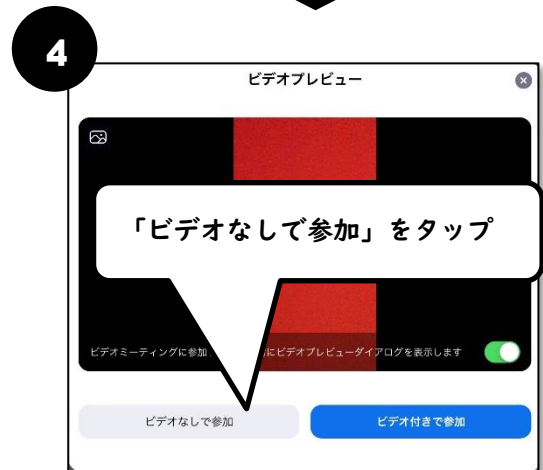 4
ビデオプレビュー
「ビデオなしで参加」をタップ
ビデオミーティングに参加 にビデオプレビューダイアログを表示します
ビデオなしで参加 ビデオ付きで参加